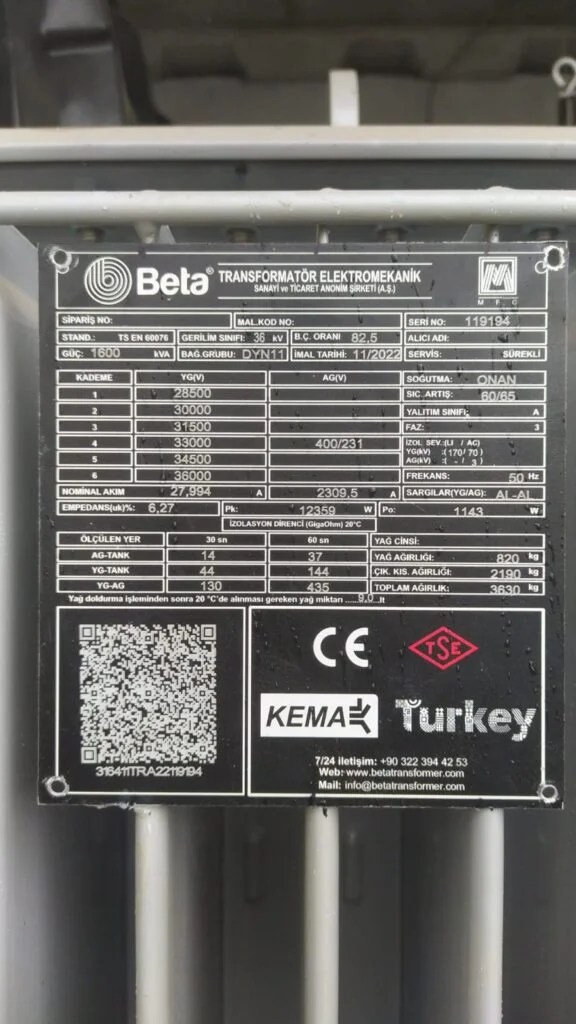 Beta® TRANSFORMATÖR ELEKTROMEKANİK
SANAYİ ve TİCARET ANONİM ŞİRKETİ (A.Ş.)
M F G
SİPARİŞ NO: MAL.KOD NO: SERİ NO: 119194
STAND.: TS EN 60076 GERİLİM SINIFI: 36 kV B.Ç. ORANI 82,5 ALICI ADI:
GÜÇ: 1600 kVA BAĞ.GRUBU: DYN11 İMAL TARİHİ: 11/2022 SERVİS: SÜREKLİ
KADEME YG(V) AG(V) SOĞUTMA: ONAN
1 28500 SIC. ARTIŞ: 60/65
2 30000 YALITIM SINIFI: A
3 31500 FAZ: 3
4 33000 400/231 İZOL SEV.:(LI / AC)
YG(kV) :(170/ 70)
5 34500 AG(kV) :( - / 3)
6 36000 FREKANS: 50 Hz
NOMİNAL AKIM 27,994 A 2309,5 A SARGILAR(YG/AG): AL-AL
EMPEDANS(uk)%: 6,27 Pk: 12359 W Po: 1143 W
İZOLASYON DİRENCİ (GigaOhm) 20°C
ÖLÇÜLEN YER 30 sn 60 sn YAĞ CİNSİ:
AG-TANK 14 37 YAĞ AĞIRLIĞI: 820 kg
YG-TANK 44 144 ÇIK. KIS. AĞIRLIĞI: 2190 kg
YG-AG 130 435 TOPLAM AĞIRLIK: 3630 kg
Yağ doldurma işleminden sonra 20 °C'de alınması gereken yağ miktarı .....9,0..lt
CE TSE
KEMA Turkey
316411TRA22119194
7/24 iletişim: +90 322 394 42 53
Web: www.betatransformer.com
Mail: info@betatransformer.com